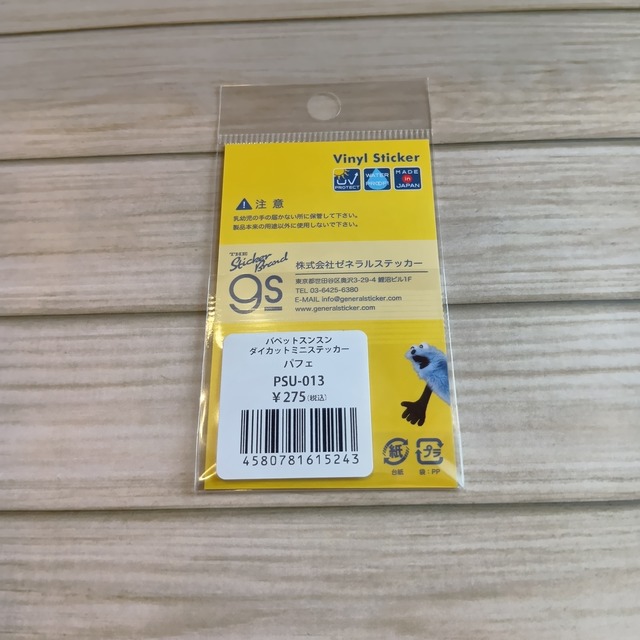 Vinyl Sticker
UV PROTECT
WATER PROOF
MADE in JAPAN
注意
乳幼児の手の届かない所に保管して下さい。
製品本来の用途以外に使用しないで下さい。
THE
Sticker
Brand
gs
株式会社ゼネラルステッカー
東京都世田谷区奥沢3-29-4 鯉沼ビル1F
TEL 03-6425-6380
E-MAIL info@generalsticker.com
www.generalsticker.com
パペットスンスン
ダイカットミニステッカー
パフェ
PSU-013
¥275(税込)
4580781615243
紙
台紙
プラ
袋:PP